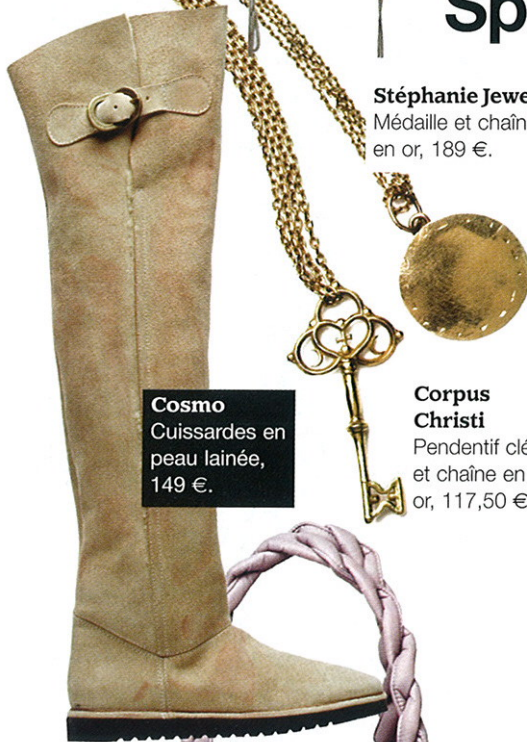 Sp
Stéphanie Jewe
Médaille et chaîn
en or, 189 €.
Cosmo
Cuissardes en
peau lainée,
149 €.
Corpus
Christi
Pendentif clé
et chaîne en
or, 117,50 €